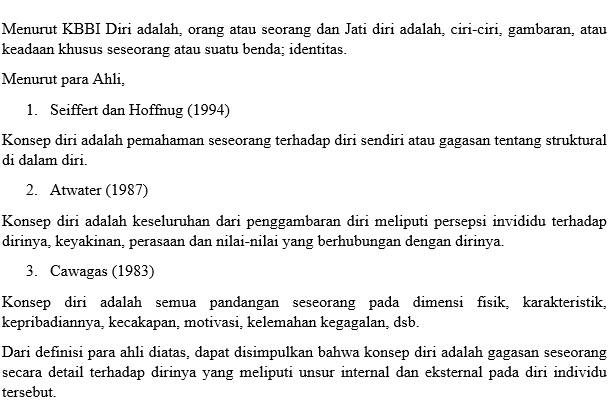 Menurut KBBI Diri adalah, orang atau seorang dan Jati diri adalah, ciri-ciri, gambaran, atau
keadaan khusus seseorang atau suatu benda; identitas.
Menurut para Ahli,
1. Seiffert dan Hoffnug (1994)
Konsep diri adalah pemahaman seseorang terhadap diri sendiri atau gagasan tentang struktural
di dalam diri.
2. Atwater (1987)
Konsep diri adalah keseluruhan dari penggambaran diri meliputi persepsi invididu terhadap
dirinya, keyakinan, perasaan dan nilai-nilai yang berhubungan dengan dirinya.
3. Cawagas (1983)
Konsep diri adalah semua pandangan seseorang pada dimensi fisik, karakteristik,
kepribadiannya, kecakapan, motivasi, kelemahan kegagalan, dsb.
Dari definisi para ahli diatas, dapat disimpulkan bahwa konsep diri adalah gagasan seseorang
secara detail terhadap dirinya yang meliputi unsur internal dan eksternal pada diri individu
tersebut.